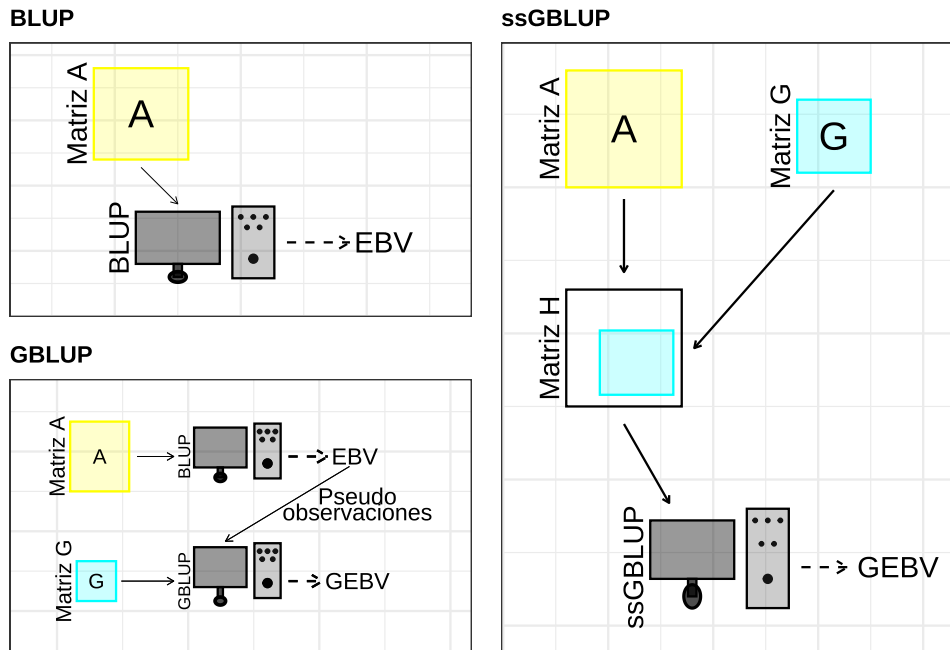 BLUP
Matriz A
A
BLUP
EBV
GBLUP
Matriz A
A
BLUP
EBV
Pseudo
observaciones
Matriz G
G
GBLUP
GEBV
ssGBLUP
Matriz A
A
Matriz G
G
Matriz H
ssGBLUP
GEBV